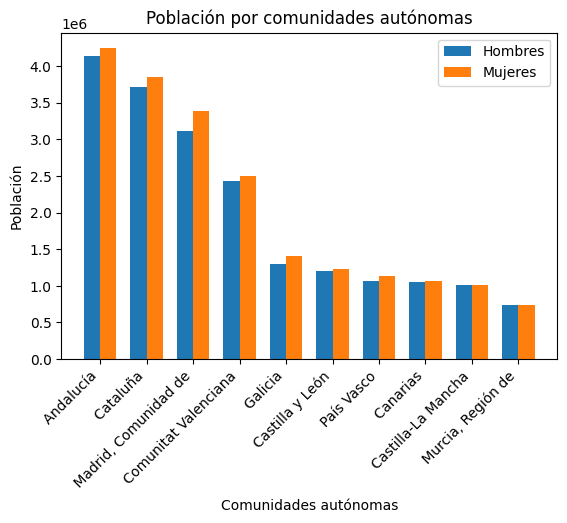 Población por comunidades autónomas
1e6
Hombres
Mujeres
4.0
3.5
3.0
2.5
2.0
1.5
1.0
0.5
0.0
Población
Andalucía
Cataluña
Madrid, Comunidad de
Comunitat Valenciana
Galicia
Castilla y León
País Vasco
Canarias
Castilla-La Mancha
Murcia, Región de
Comunidades autónomas